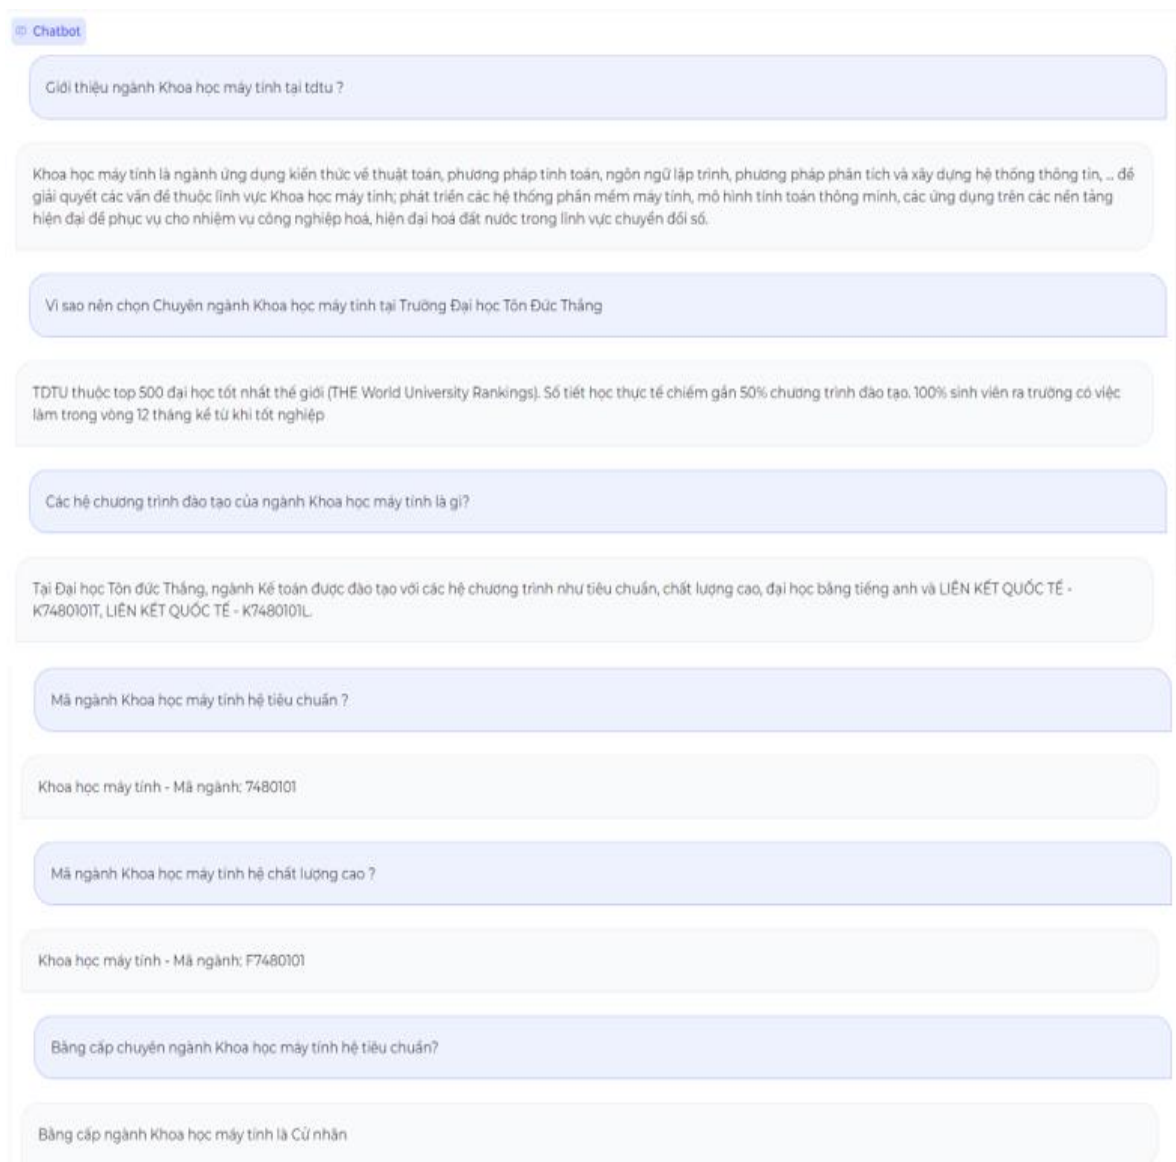 Chatbot
Giới thiệu ngành Khoa học máy tính tại tdtu ?
Khoa học máy tính là ngành ứng dụng kiến thức về thuật toán, phương pháp tính toán, ngôn ngữ lập trình, phương pháp phân tích và xây dựng hệ thống thông tin, ... để
giải quyết các vấn đề thuộc lĩnh vực Khoa học máy tính; phát triển các hệ thống phần mềm máy tính, mô hình tính toán thông minh, các ứng dụng trên các nền tảng
hiện đại để phục vụ cho nhiệm vụ công nghiệp hoá, hiện đại hoá đất nước trong lĩnh vực chuyển đổi số.
Vì sao nên chọn Chuyên ngành Khoa học máy tính tại Trường Đại học Tôn Đức Thắng
TDTU thuộc top 500 đại học tốt nhất thế giới (THE World University Rankings). Số tiết học thực tế chiếm gần 50% chương trình đào tạo. 100% sinh viên ra trường có việc
làm trong vòng 12 tháng kể từ khi tốt nghiệp
Các hệ chương trình đào tạo của ngành Khoa học máy tính là gì?
Tại Đại học Tôn đức Thắng, ngành Kế toán được đào tạo với các hệ chương trình như tiêu chuẩn, chất lượng cao, đại học bằng tiếng anh và LIÊN KẾT QUỐC TẾ -
K7480101T, LIÊN KẾT QUỐC TẾ - K7480101L.
Mã ngành Khoa học máy tính hệ tiêu chuẩn ?
Khoa học máy tính - Mã ngành: 7480101
Mã ngành Khoa học máy tính hệ chất lượng cao ?
Khoa học máy tính - Mã ngành: F7480101
Bằng cấp chuyên ngành Khoa học máy tính hệ tiêu chuẩn?
Bằng cấp ngành Khoa học máy tính là Cử nhân